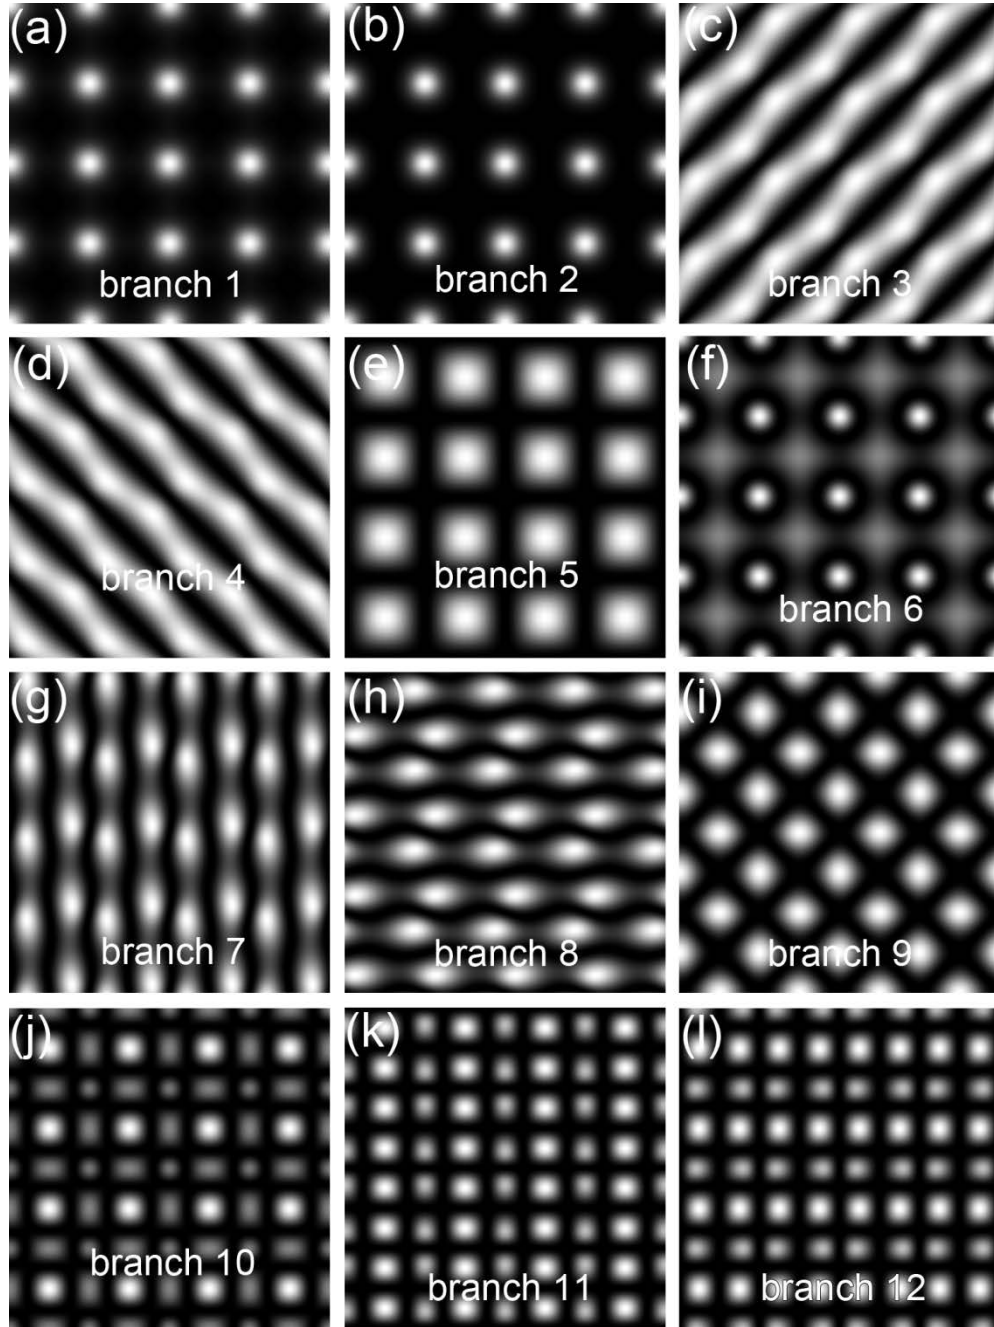 (a)
branch 1
(b)
branch 2
(c)
branch 3
(d)
branch 4
(e)
branch 5
(f)
branch 6
(g)
branch 7
(h)
branch 8
(i)
branch 9
(j)
branch 10
(k)
branch 11
(l)
branch 12